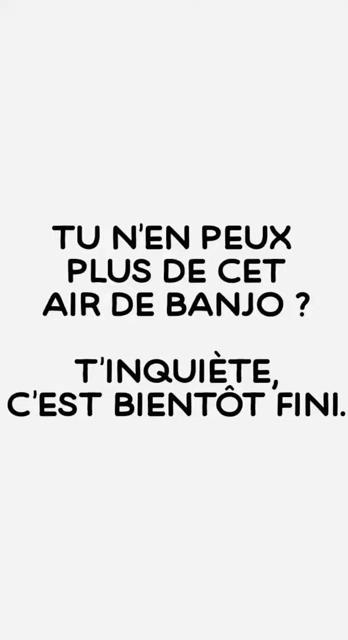 TU N'EN PEUX
PLUS DE CET
AIR DE BANJO ?
T'INQUIÈTE,
C'EST BIENTÔT FINI.